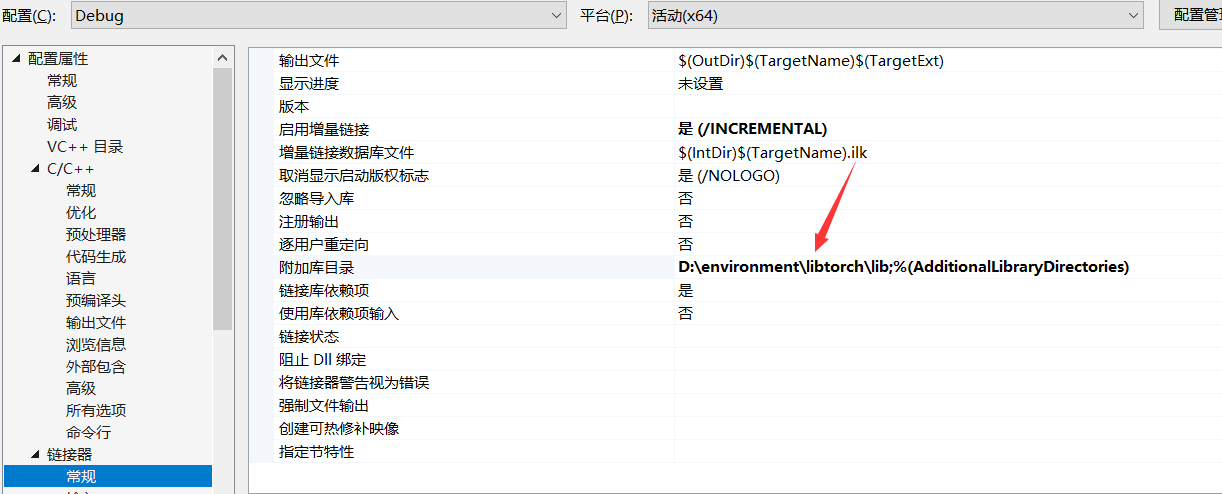 配置(C): Debug 平台(P): 活动(x64) 配置管
配置属性
常规
高级
调试
VC++ 目录
C/C++
常规
优化
预处理器
代码生成
语言
预编译头
输出文件
浏览信息
外部包含
高级
所有选项
命令行
链接器
常规
输出文件 $(OutDir)$(TargetName)$(TargetExt)
显示进度 未设置
版本
启用增量链接 是 (/INCREMENTAL)
增量链接数据库文件 $(IntDir)$(TargetName).ilk
取消显示启动版权标志 是 (/NOLOGO)
忽略导入库 否
注册输出 否
逐用户重定向 否
附加库目录 D:\environment\libtorch\lib;%(AdditionalLibraryDirectories)
链接库依赖项 是
使用库依赖项输入 否
链接状态
阻止 Dll 绑定
将链接器警告视为错误
强制文件输出
创建可热修补映像
指定节特性